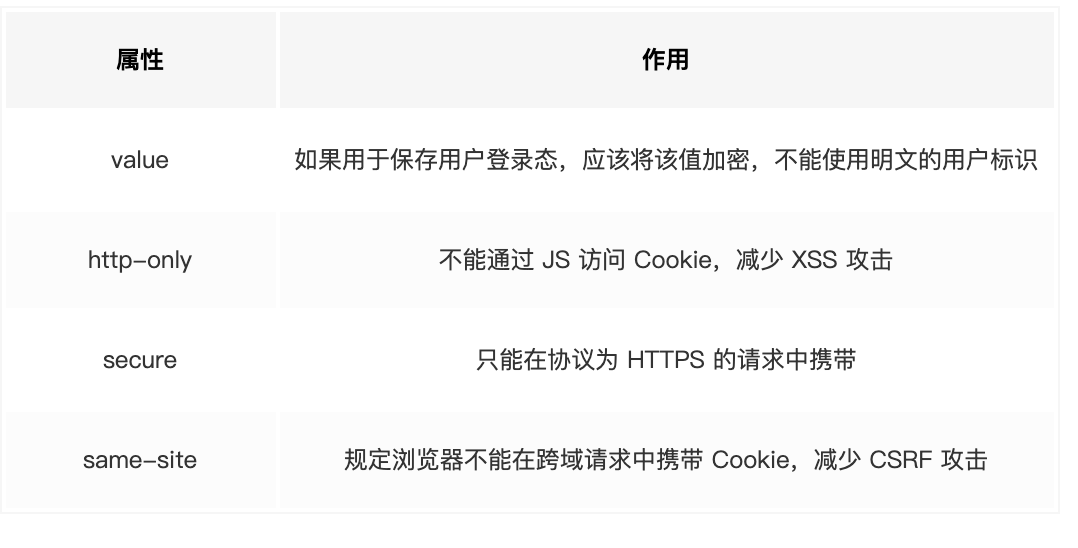 属性 作用
value 如果用于保存用户登录态，应该将该值加密，不能使用明文的用户标识
http-only 不能通过 JS 访问 Cookie，减少 XSS 攻击
secure 只能在协议为 HTTPS 的请求中携带
same-site 规定浏览器不能在跨域请求中携带 Cookie，减少 CSRF 攻击